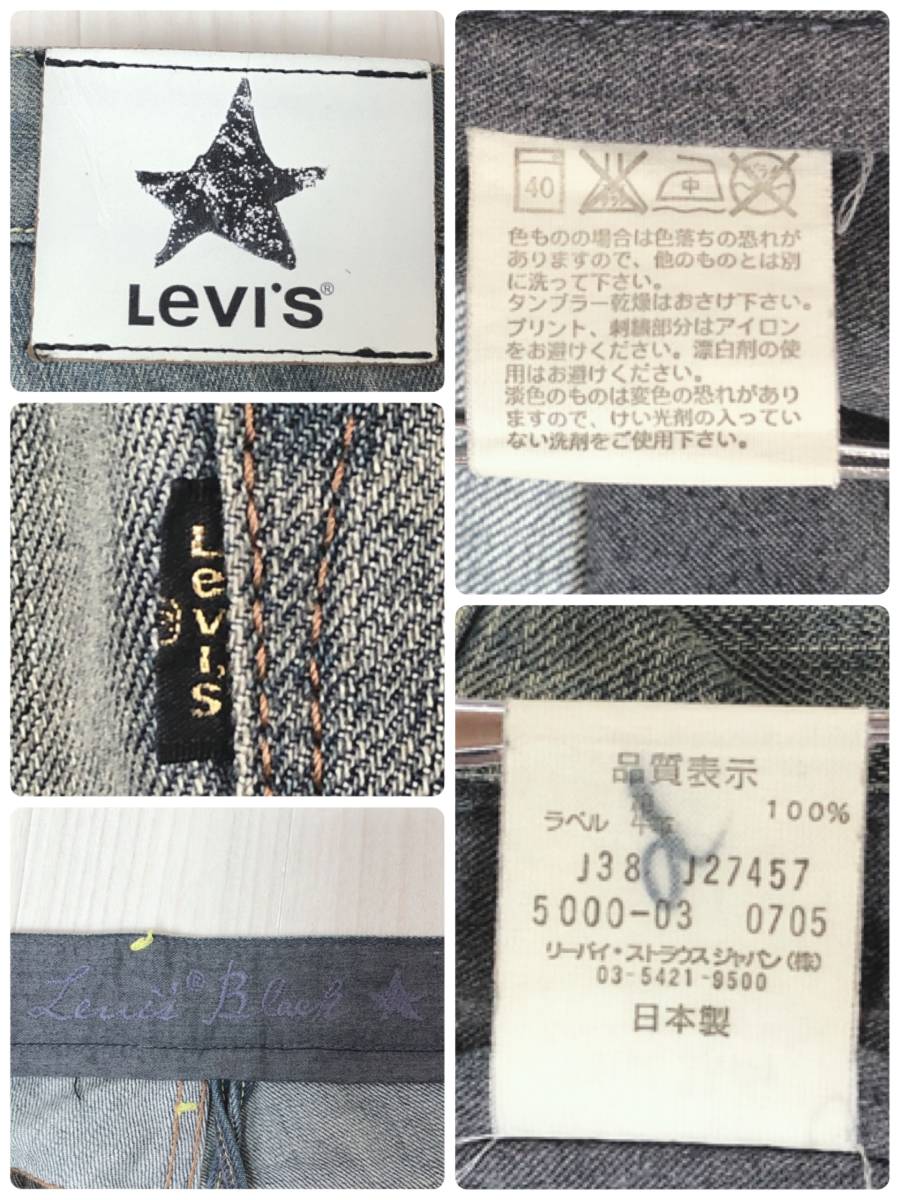 LeVI'S®
40
中
色ものの場合は色落ちの恐れが
ありますので、他のものとは別
に洗って下さい。
タンブラー乾燥はおさけ下さい。
プリント、刺繍部分はアイロン
をお避けください。漂白剤の使
用はお避けください。
淡色のものは変色の恐れがあり
ますので、けい光剤の入ってい
ない洗剤をご使用下さい。
LeVI'S
®
Levi's® Black
品質表示
100%
ラベル
J38 J27457
5000-03 0705
リーバイ・ストラウスジャパン(株)
03-5421-9500
日本製